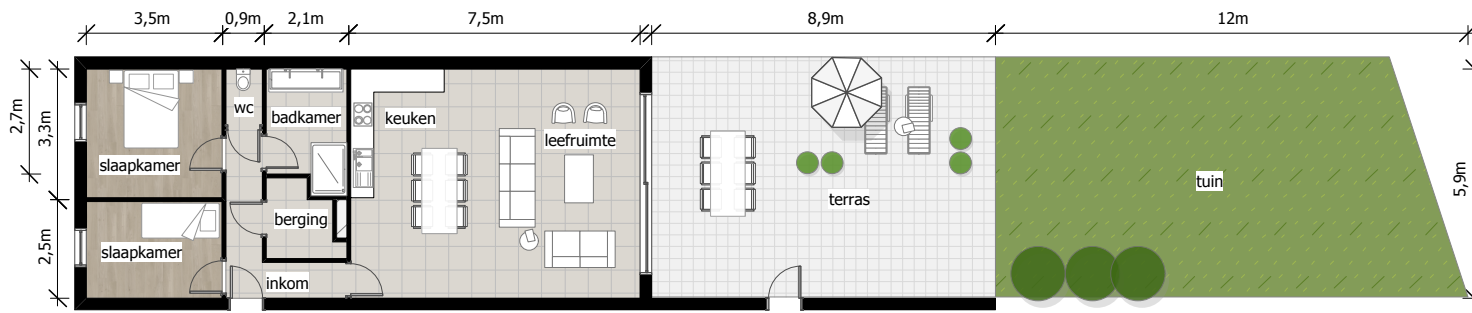 3,5m 0,9m 2,1m 7,5m 8,9m 12m
2,7m
3,3m
2,5m
5,9m
wc
badkamer
keuken
leefruimte
slaapkamer
terras
tuin
berging
slaapkamer
inkom